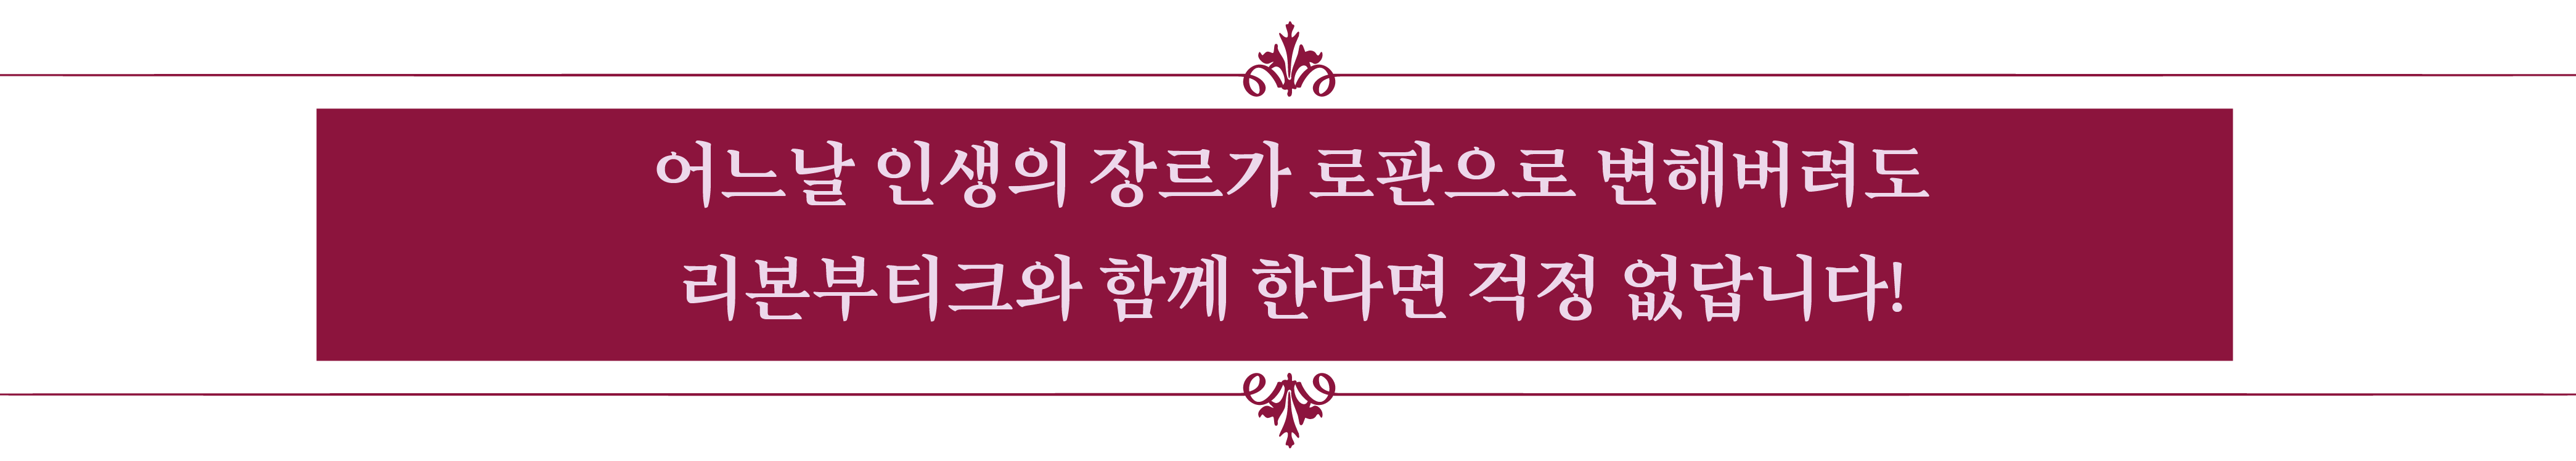 어느날 인생의 장르가 로판으로 변해버려도
리본부티크와 함께 한다면 걱정 없답니다!